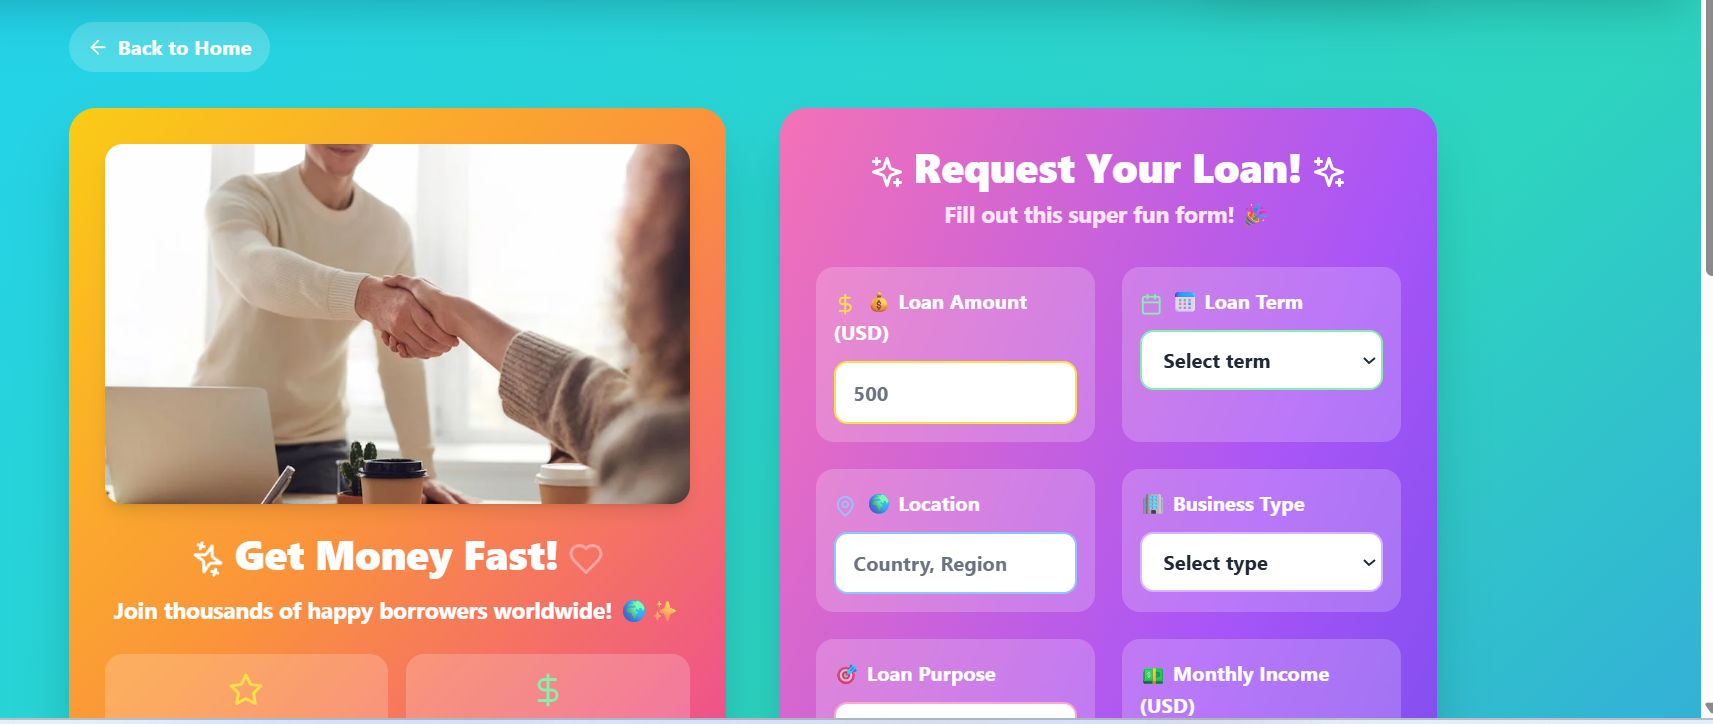 Back to Home
Get Money Fast!
Join thousands of happy borrowers worldwide! 🌍 ✨
Request Your Loan!
Fill out this super fun form! 🎉
💰 Loan Amount
(USD)
500
📅 Loan Term
Select term
🌍 Location
Country, Region
🏢 Business Type
Select type
🎯 Loan Purpose
💵 Monthly Income
(USD)